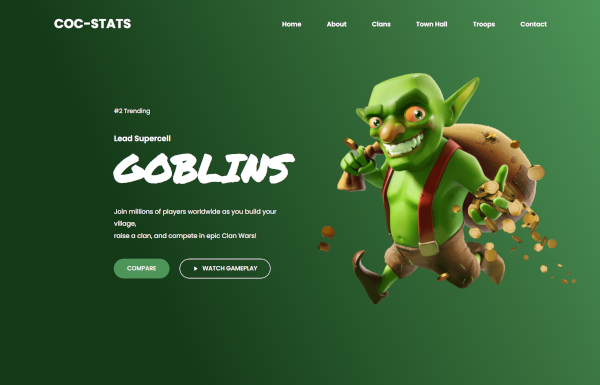 COC-STATS
Home About Clans Town Hall Troops Contact
#2 Trending
Lead Supercell
GOBLINS
Join millions of players worldwide as you build your
village,
raise a clan, and compete in epic Clan Wars!
COMPARE WATCH GAMEPLAY